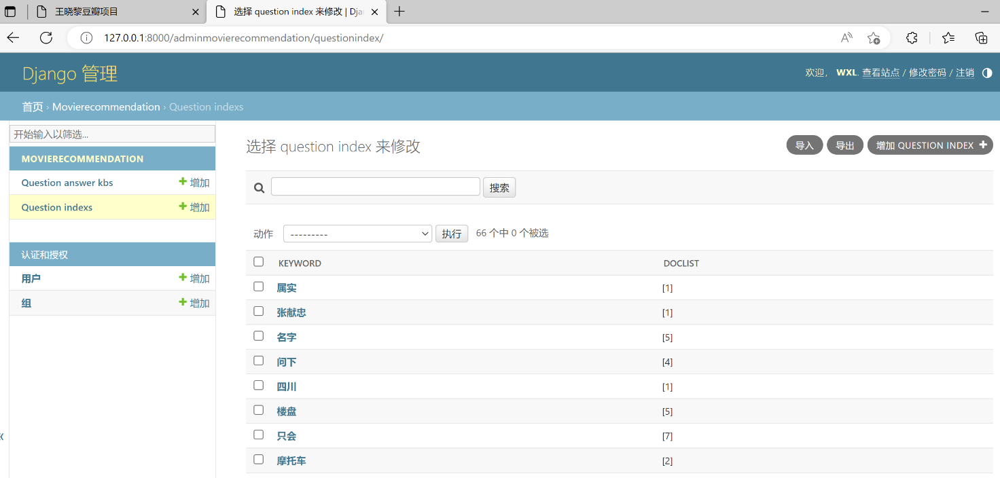 王晓黎豆瓣项目
选择 question index 来修改 | Dja
127.0.0.1:8000/adminmovierecommendation/questionindex/
Django 管理
欢迎， WXL. 查看站点 / 修改密码 / 注销
首页 › Movierecommendation › Question indexs
开始输入以筛选...
MOVIERECOMMENDATION
Question answer kbs 增加
Question indexs 增加
认证和授权
用户 增加
组 增加
选择 question index 来修改
导入 导出 增加 QUESTION INDEX
搜索
动作 --------- 执行 66 个中 0 个被选
KEYWORD DOCLIST
属实 [1]
张献忠 [1]
名字 [5]
问下 [4]
四川 [1]
楼盘 [5]
只会 [7]
摩托车 [2]